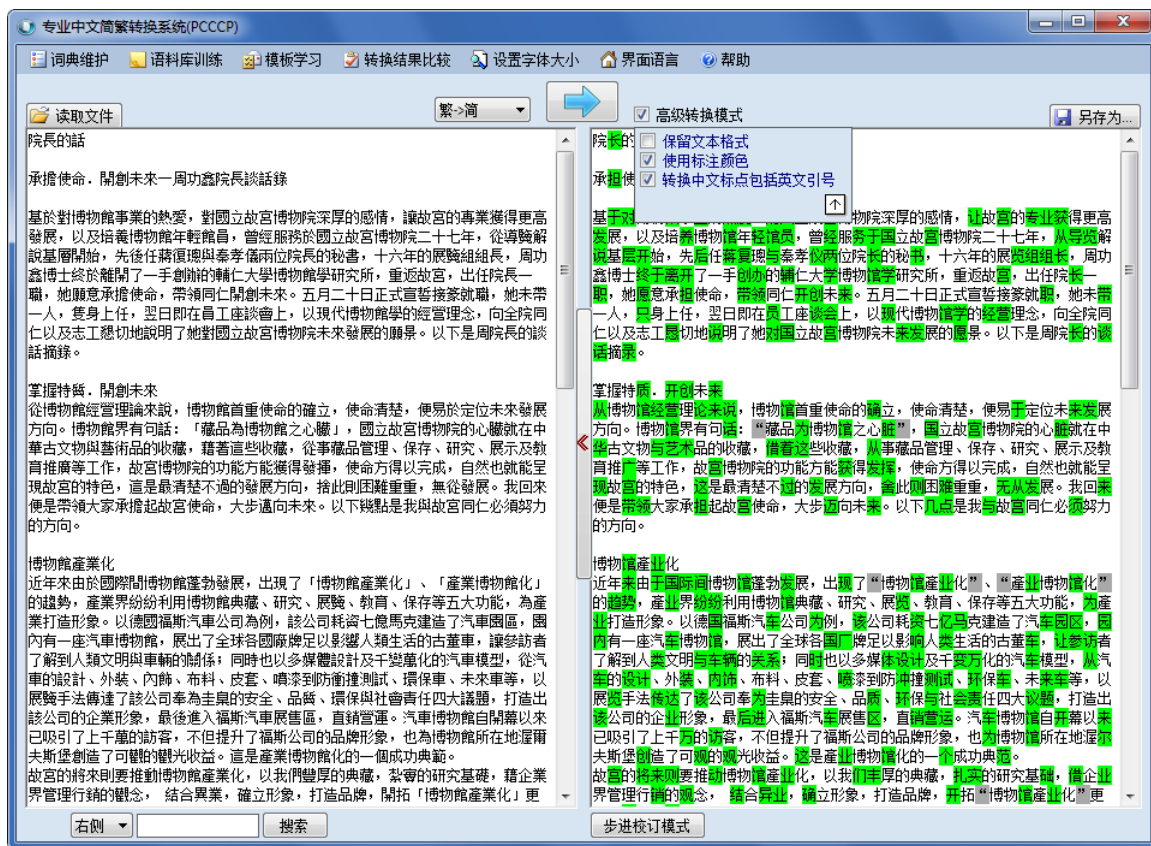 专业中文简繁转换系统(PCCCP)
词典维护 语料库训练 模板学习 转换结果比较 设置字体大小 界面语言 帮助
读取文件 繁->简 高级转换模式 另存为...
保留文本格式
使用标注颜色
转换中文标点包括英文引号
院長的話
承擔使命．開創未來—周功鑫院長談話錄
基於對博物館事業的熱愛，對國立故宮博物院深厚的感情，讓故宮的專業獲得更高
發展，以及培養博物館年輕館員，曾經服務於國立故宮博物院二十七年，從導覽解
說基層開始，先後任蔣復璁與秦孝儀兩位院長的秘書，十六年的展覽組組長，周功
鑫博士終於離開了一手創辦的輔仁大學博物館學研究所，重返故宮，出任院長一
職，她願意承擔使命，帶領同仁開創未來。五月二十日正式宣誓接篆就職，她未帶
一人，隻身上任，翌日即在員工座談會上，以現代博物館學的經營理念，向全院同
仁以及志工懇切地說明了她對國立故宮博物院未來發展的願景。以下是周院長的談
話摘錄。
掌握特質．開創未來
從博物館經營理論來說，博物館首重使命的確立，使命清楚，便易於定位未來發展
方向。博物館界有句話：「藏品為博物館之心臟」，國立故宮博物院的心臟就在中
華古文物與藝術品的收藏，藉著這些收藏，從事藏品管理、保存、研究、展示及教
育推廣等工作，故宮博物院的功能方能獲得發揮，使命方得以完成，自然也就能呈
現故宮的特色，這是最清楚不過的發展方向，捨此則困難重重，無從發展。我回來
便是帶領大家承擔起故宮使命，大步邁向未來。以下幾點是我與故宮同仁必須努力
的方向。
博物館產業化
近年來由於國際間博物館蓬勃發展，出現了「博物館產業化」、「產業博物館化」
的趨勢，產業界紛紛利用博物館典藏、研究、展覽、教育、保存等五大功能，為產
業打造形象。以德國福斯汽車公司為例，該公司耗資七億馬克建造了汽車園區，園
內有一座汽車博物館，展出了全球各國廠牌足以影響人類生活的古董車，讓參訪者
了解到人類文明與車輛的關係；同時也以多媒體設計及千變萬化的汽車模型，從汽
車的設計、外裝、內飾、布料、皮套、噴漆到防衝撞測試、環保車、未來車等，以
展覽手法傳達了該公司奉為圭臬的安全、品質、環保與社會責任四大議題，打造出
該公司的企業形象，最後進入福斯汽車展售區，直銷營運。汽車博物館自開幕以來
已吸引了上千萬的訪客，不但提升了福斯公司的品牌形象，也為博物館所在地渥爾
夫斯堡創造了可觀的觀光收益。這是產業博物館化的一個成功典範。
故宮的將來則要推動博物館產業化，以我們豐厚的典藏，紮實的研究基礎，藉企業
界管理行銷的觀念， 結合異業，確立形象，打造品牌，開拓「博物館產業化」更
院长的
承担使
基于对 物院深厚的感情，让故宫的专业获得更高
发展，以及培养博物馆年轻馆员，曾经服务于国立故宫博物院二十七年，从导览解
说基层开始，先后任蒋复璁与秦孝仪两位院长的秘书，十六年的展览组组长，周功
鑫博士终于离开了一手创办的辅仁大学博物馆学研究所，重返故宫，出任院长一
职，她愿意承担使命，带领同仁开创未来。五月二十日正式宣誓接篆就职，她未带
一人，只身上任，翌日即在员工座谈会上，以现代博物馆学的经营理念，向全院同
仁以及志工恳切地说明了她对国立故宫博物院未来发展的愿景。以下是周院长的谈
话摘录。
掌握特质．开创未来
从博物馆经营理论来说，博物馆首重使命的确立，使命清楚，便易于定位未来发展
方向。博物馆界有句话：“藏品为博物馆之心脏”，国立故宫博物院的心脏就在中
华古文物与艺术品的收藏，借着这些收藏，从事藏品管理、保存、研究、展示及教
育推广等工作，故宫博物院的功能方能获得发挥，使命方得以完成，自然也就能呈
现故宫的特色，这是最清楚不过的发展方向，舍此则困难重重，无从发展。我回来
便是带领大家承担起故宫使命，大步迈向未来。以下几点是我与故宫同仁必须努力
的方向。
博物馆產业化
近年来由于国际间博物馆蓬勃发展，出现了“博物馆產业化”、“產业博物馆化”
的趋势，產业界纷纷利用博物馆典藏、研究、展览、教育、保存等五大功能，为產
业打造形象。以德国福斯汽车公司为例，该公司耗资七亿马克建造了汽车园区，园
内有一座汽车博物馆，展出了全球各国厂牌足以影响人类生活的古董车，让参访者
了解到人类文明与车辆的关系；同时也以多媒体设计及千变万化的汽车模型，从汽
车的设计、外装、内饰、布料、皮套、喷漆到防冲撞测试、环保车、未来车等，以
展览手法传达了该公司奉为圭臬的安全、品质、环保与社会责任四大议题，打造出
该公司的企业形象，最后进入福斯汽车展售区，直销营运。汽车博物馆自开幕以来
已吸引了上千万的访客，不但提升了福斯公司的品牌形象，也为博物馆所在地渥尔
夫斯堡创造了可观的观光收益。这是產业博物馆化的一个成功典范。
故宫的将来则要推动博物馆產业化，以我们丰厚的典藏，扎实的研究基础，借企业
界管理行销的观念， 结合异业，确立形象，打造品牌，开拓“博物馆產业化”更
右侧 搜索 步进校订模式